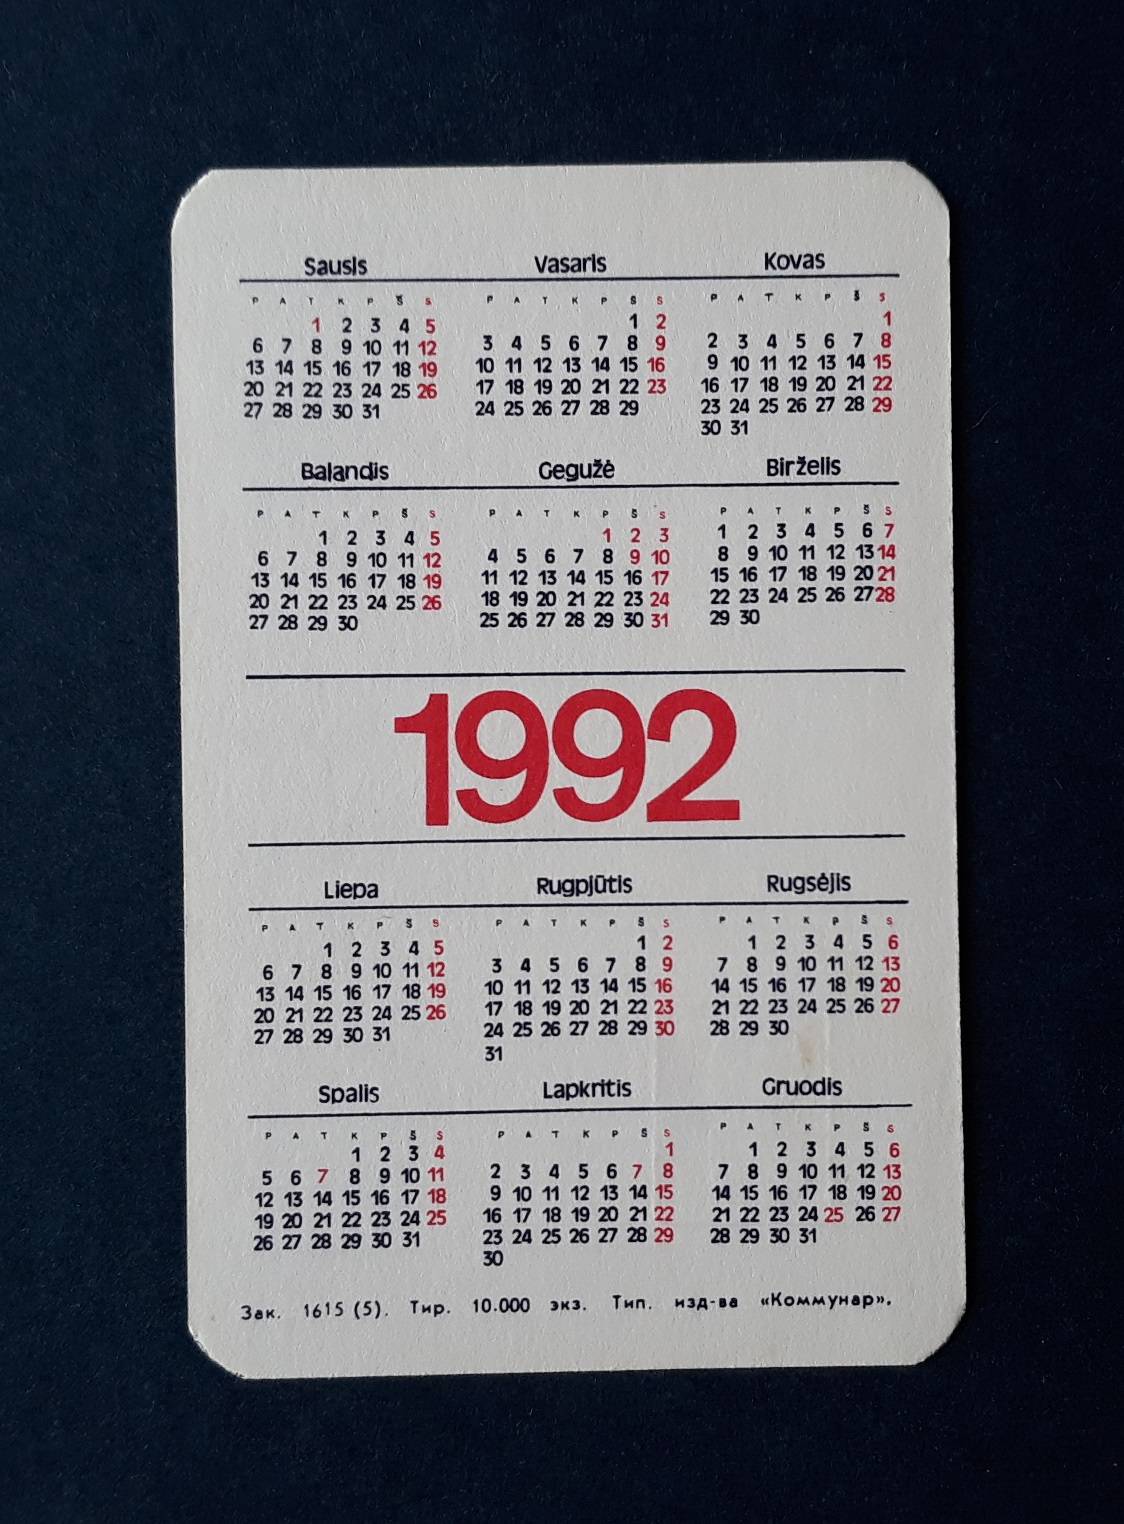 Sausis Vasaris Kovas
P A T K P Š S P A T K P Š S P A T K P Š S
1 2 3 4 5 1 2 1
6 7 8 9 10 11 12 3 4 5 6 7 8 9 2 3 4 5 6 7 8
13 14 15 16 17 18 19 10 11 12 13 14 15 16 9 10 11 12 13 14 15
20 21 22 23 24 25 26 17 18 19 20 21 22 23 16 17 18 19 20 21 22
27 28 29 30 31 24 25 26 27 28 29 23 24 25 26 27 28 29
30 31
Balandis Gegužė Birželis
P A T K P Š S P A T K P Š S P A T K P Š S
1 2 3 4 5 1 2 3 1 2 3 4 5 6 7
6 7 8 9 10 11 12 4 5 6 7 8 9 10 8 9 10 11 12 13 14
13 14 15 16 17 18 19 11 12 13 14 15 16 17 15 16 17 18 19 20 21
20 21 22 23 24 25 26 18 19 20 21 22 23 24 22 23 24 25 26 27 28
27 28 29 30 25 26 27 28 29 30 31 29 30
1992
Liepa Rugpjūtis Rugsėjis
P A T K P Š S P A T K P Š S P A T K P Š S
1 2 3 4 5 1 2 1 2 3 4 5 6
6 7 8 9 10 11 12 3 4 5 6 7 8 9 7 8 9 10 11 12 13
13 14 15 16 17 18 19 10 11 12 13 14 15 16 14 15 16 17 18 19 20
20 21 22 23 24 25 26 17 18 19 20 21 22 23 21 22 23 24 25 26 27
27 28 29 30 31 24 25 26 27 28 29 30 28 29 30
31
Spalis Lapkritis Gruodis
P A T K P Š S P A T K P Š S P A T K P Š S
1 2 3 4 1 1 2 3 4 5 6
5 6 7 8 9 10 11 2 3 4 5 6 7 8 7 8 9 10 11 12 13
12 13 14 15 16 17 18 9 10 11 12 13 14 15 14 15 16 17 18 19 20
19 20 21 22 23 24 25 16 17 18 19 20 21 22 21 22 23 24 25 26 27
26 27 28 29 30 31 23 24 25 26 27 28 29 28 29 30 31
30
Зак. 1615 (5). Тир. 10.000 экз. Тип. изд-ва «Коммунар».